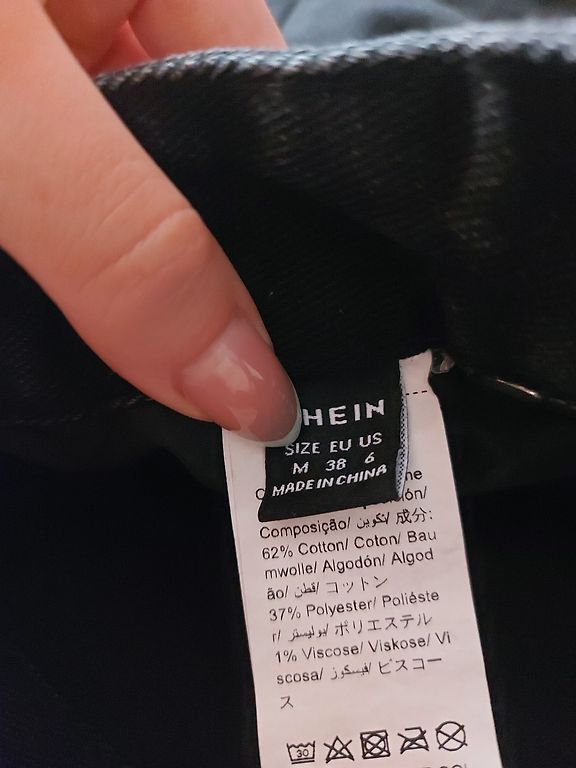 HEIN
SIZE EU US
M 38 6
MADE IN CHINA
Composição/ تكوين/ 成分:
62% Cotton/ Coton/ Bau
mwolle/ Algodón/ Algod
ão/ قطن/ コットン
37% Polyester/ Poliéste
r/ بوليستر/ ポリエステル
1% Viscose/ Viskose/ Vi
scosa/ فيسكوز/ ビスコー
ス
30